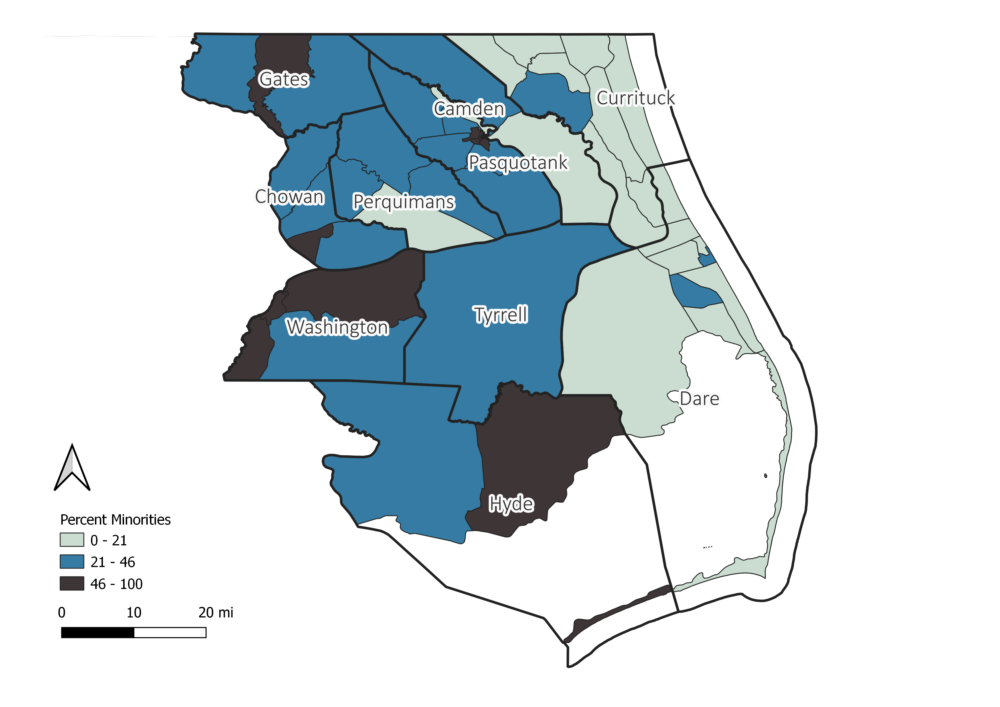 Gates
Currituck
Camden
Pasquotank
Chowan
Perquimans
Tyrrell
Washington
Dare
Hyde
Percent Minorities
0 - 21
21 - 46
46 - 100
0 10 20 mi